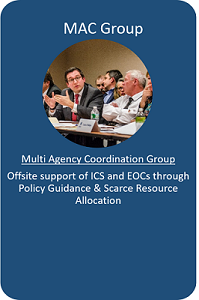 MAC Group
Multi Agency Coordination Group
Offsite support of ICS and EOCs through
Policy Guidance & Scarce Resource
Allocation